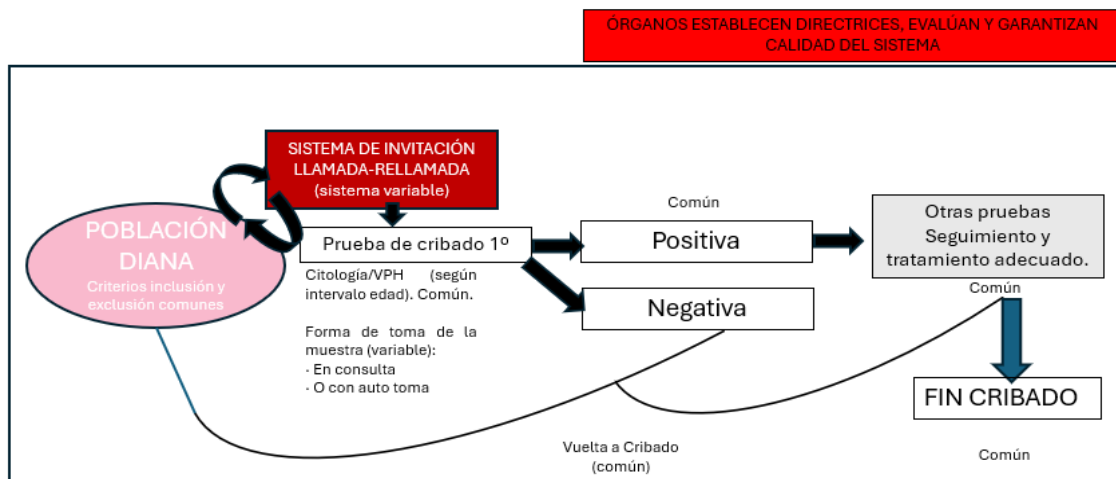 ÓRGANOS ESTABLECEN DIRECTRICES, EVALÚAN Y GARANTIZAN
CALIDAD DEL SISTEMA
SISTEMA DE INVITACIÓN
LLAMADA-RELLAMADA
(sistema variable)
POBLACIÓN
DIANA
Criterios inclusión y
exclusión comunes.
Prueba de cribado 1º
Citología/VPH (según
intervalo edad). Común.
Forma de toma de la
muestra (variable):
- En consulta
- O con auto toma
Común
Positiva
Negativa
Otras pruebas
Seguimiento y
tratamiento adecuado.
Común
FIN CRIBADO
Común
Vuelta a Cribado
(común)